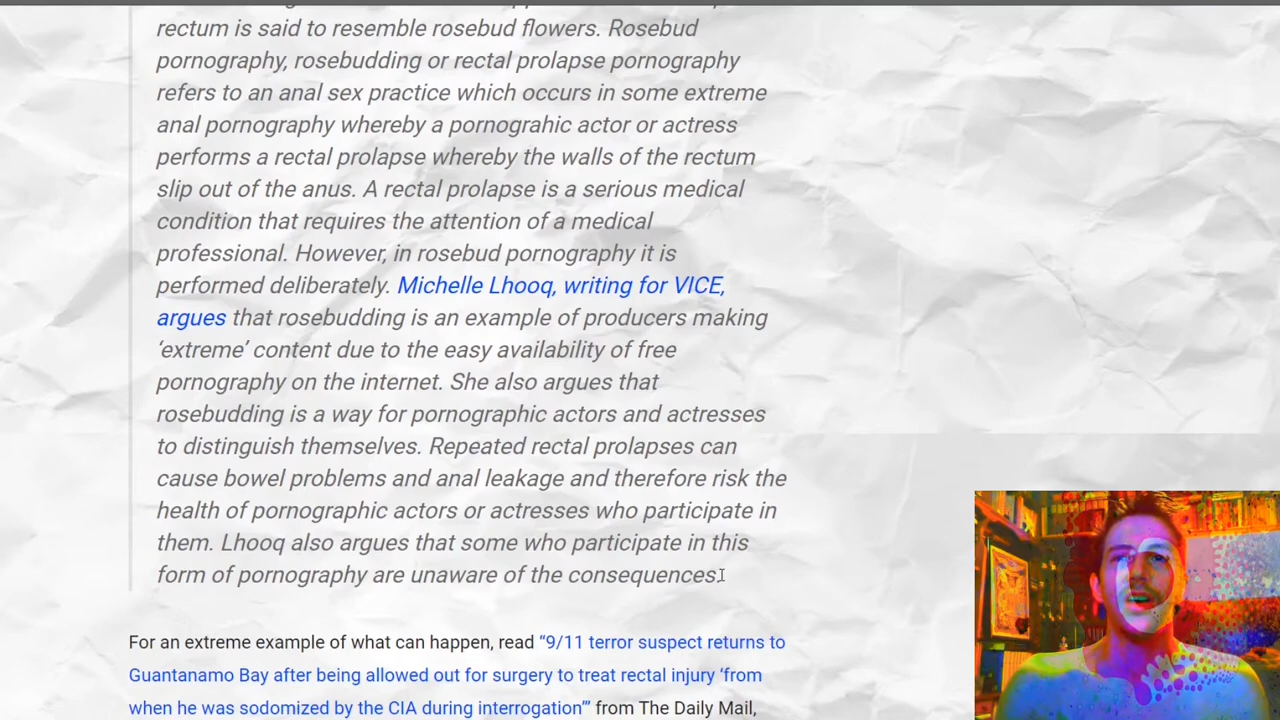 rectum is said to resemble rosebud flowers. Rosebud
pornography, rosebudding or rectal prolapse pornography
refers to an anal sex practice which occurs in some extreme
anal pornography whereby a pornograhic actor or actress
performs a rectal prolapse whereby the walls of the rectum
slip out of the anus. A rectal prolapse is a serious medical
condition that requires the attention of a medical
professional. However, in rosebud pornography it is
performed deliberately. Michelle Lhooq, writing for VICE,
argues that rosebudding is an example of producers making
‘extreme’ content due to the easy availability of free
pornography on the internet. She also argues that
rosebudding is a way for pornographic actors and actresses
to distinguish themselves. Repeated rectal prolapses can
cause bowel problems and anal leakage and therefore risk the
health of pornographic actors or actresses who participate in
them. Lhooq also argues that some who participate in this
form of pornography are unaware of the consequences.
For an extreme example of what can happen, read “9/11 terror suspect returns to
Guantanamo Bay after being allowed out for surgery to treat rectal injury ‘from
when he was sodomized by the CIA during interrogation’” from The Daily Mail,